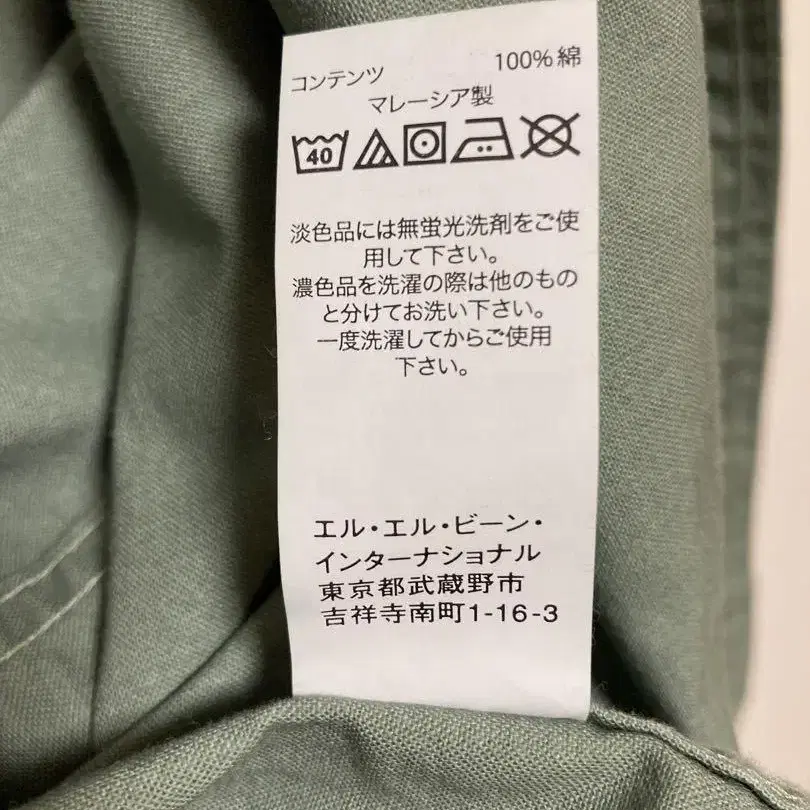 コンテンツ 100% 綿
マレーシア製
40
淡色品には無蛍光洗剤をご使
用して下さい。
濃色品を洗濯の際は他のもの
と分けてお洗い下さい。
一度洗濯してからご使用
下さい。
エル・エル・ビーン・
インターナショナル
東京都武蔵野市
吉祥寺南町1-16-3